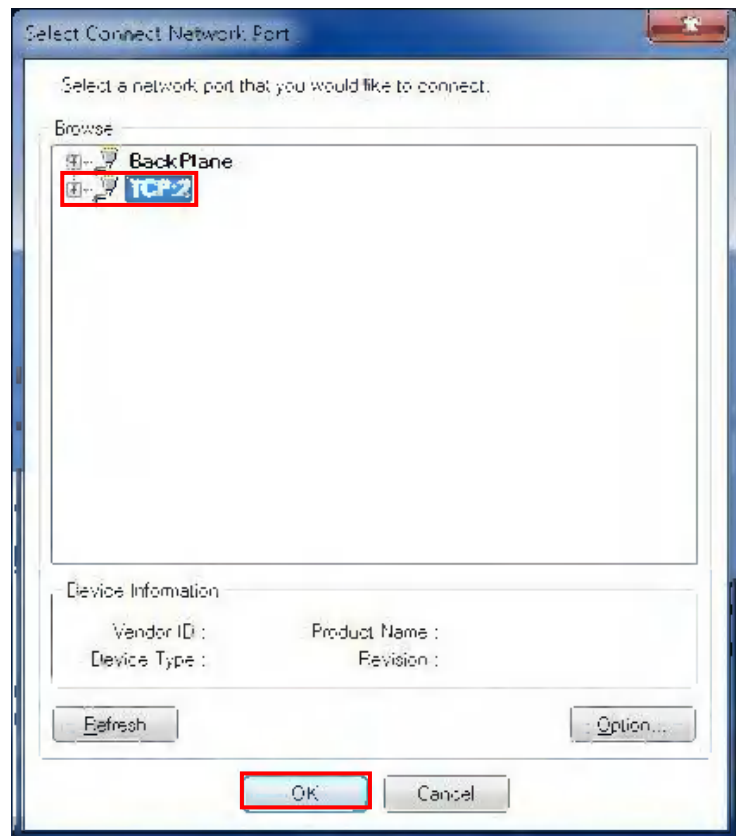 Select Connect Network Port
Select a network port that you would like to connect.
Browse
BackPlane
TCP:2
Device Information
Vendor ID :
Product Name :
Device Type :
Revision :
Refresh
Option...
OK
Cancel